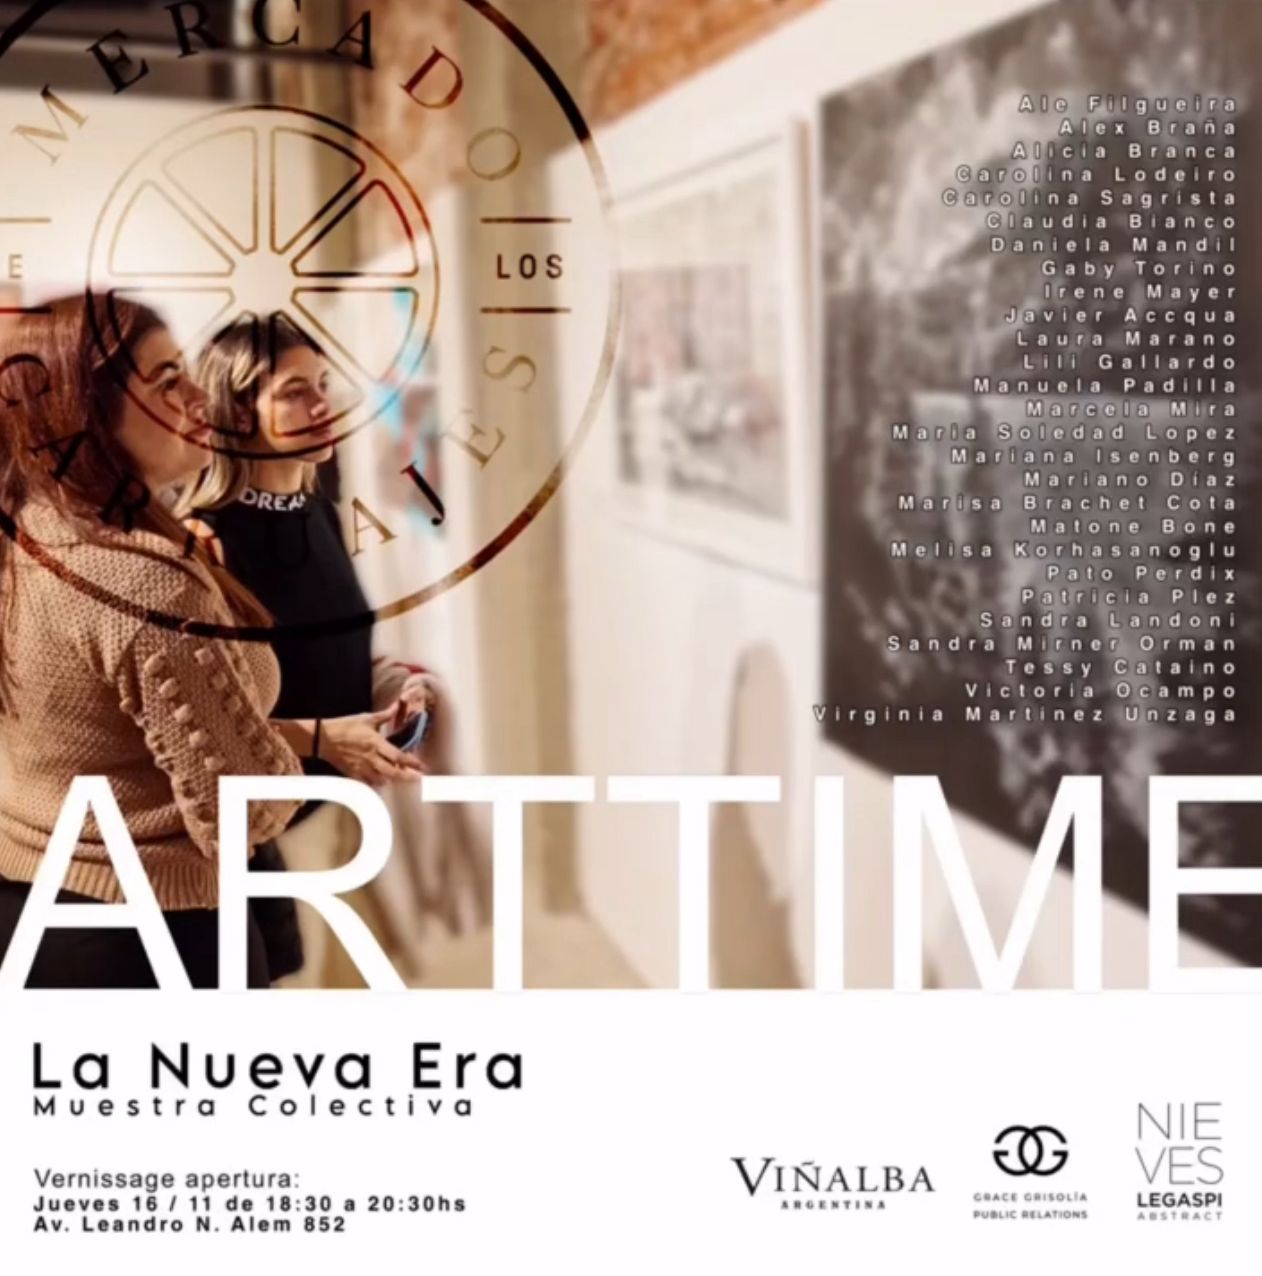 MERCADO
E
LOS
CARRUAJES
DREA
Ale Filgueira
Alex Braña
Alicia Branca
Carolina Lodeiro
Carolina Sagrista
Claudia Bianco
Daniela Mandil
Gaby Torino
Irene Mayer
Javier Accqua
Laura Marano
Lili Gallardo
Manuela Padilla
Marcela Mira
Maria Soledad Lopez
Mariana Isenberg
Mariano Díaz
Marisa Brachet Cota
Matone Bone
Melisa Korhasanoglu
Pato Perdix
Patricia Plez
Sandra Landoni
Sandra Mirner Orman
Tessy Cataino
Victoria Ocampo
Virginia Martinez Unzaga
ARTTIME
La Nueva Era
Muestra Colectiva
Vernissage apertura:
Jueves 16 / 11 de 18:30 a 20:30hs
Av. Leandro N. Alem 852
VIÑALBA
ARGENTINA
GG
GRACE GRISOLÍA
PUBLIC RELATIONS
NIE
VES
LEGASPI
ABSTRACT